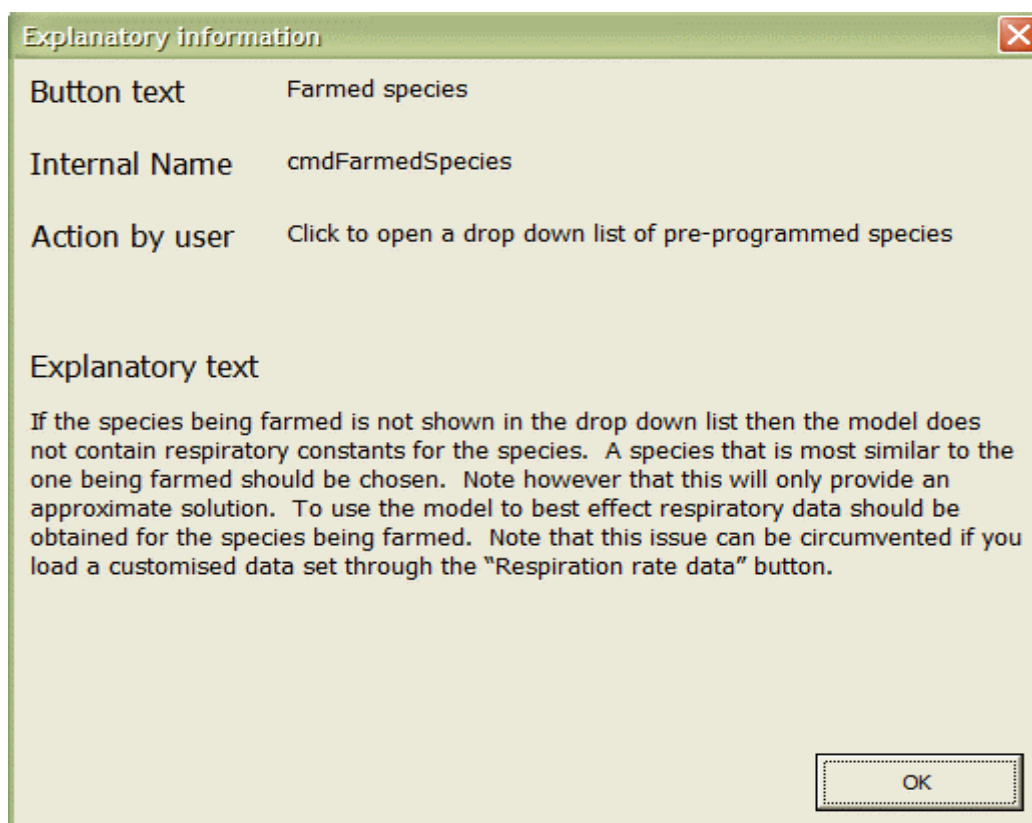 Explanatory information
Button text Farmed species
Internal Name cmdFarmedSpecies
Action by user Click to open a drop down list of pre-programmed species
Explanatory text
If the species being farmed is not shown in the drop down list then the model does
not contain respiratory constants for the species.  A species that is most similar to the
one being farmed should be chosen.  Note however that this will only provide an
approximate solution.  To use the model to best effect respiratory data should be
obtained for the species being farmed.  Note that this issue can be circumvented if you
load a customised data set through the “Respiration rate data” button.
OK